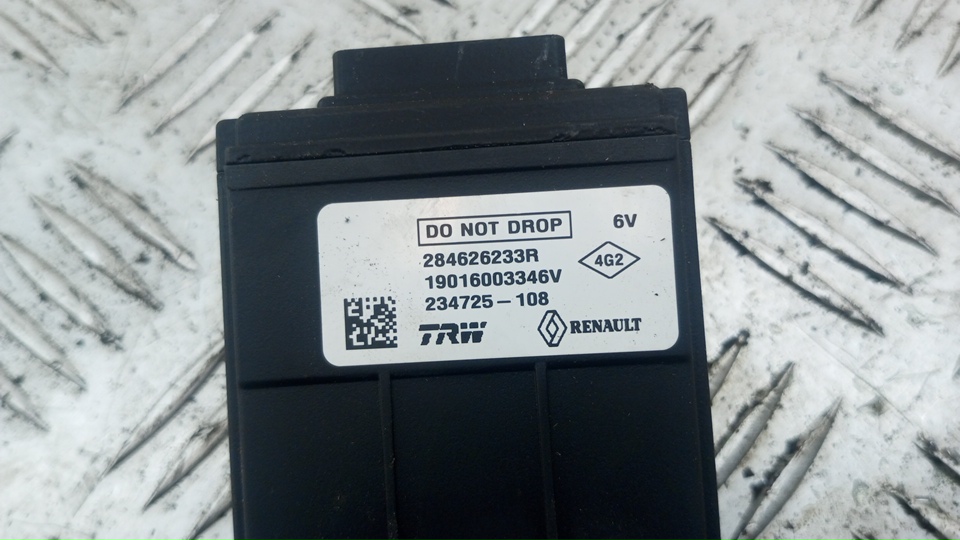 DO NOT DROP 6V
284626233R
4G2
19016003346V
234725-108
TRW RENAULT